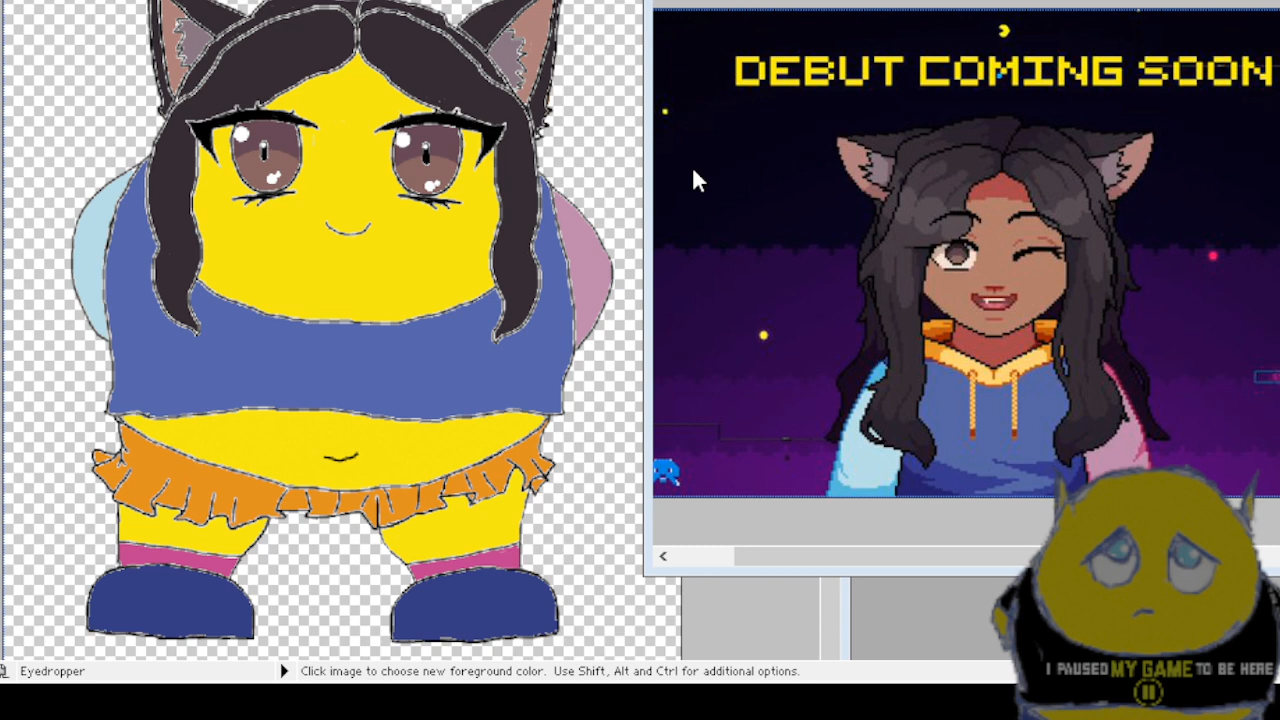 DEBUT COMING SOON
Eyedropper
Click image to choose new foreground color. Use Shift, Alt and Ctrl for additional options.
I PAUSED MY GAME TO BE HERE